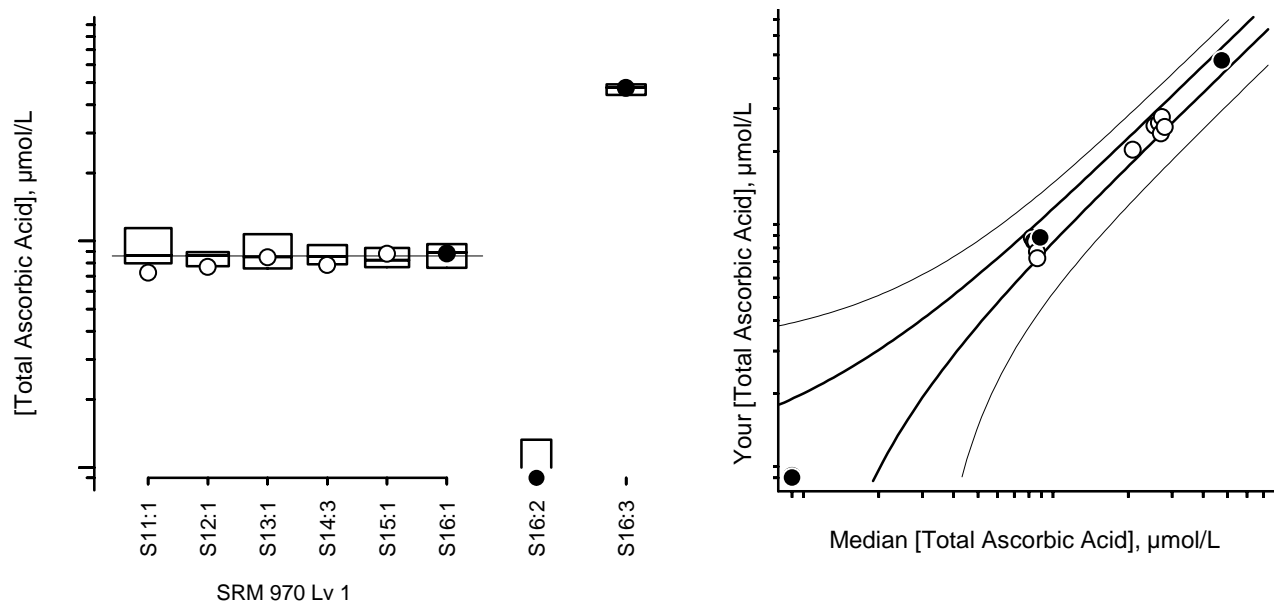 [Total Ascorbic Acid], µmol/L
S11:1
S12:1
S13:1
S14:3
S15:1
S16:1
S16:2
S16:3
SRM 970 Lv 1
Your [Total Ascorbic Acid], µmol/L
Median [Total Ascorbic Acid], µmol/L